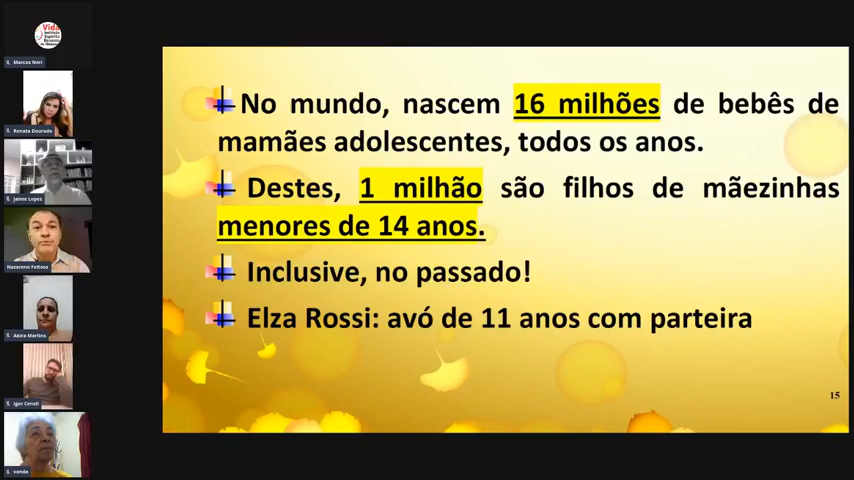 Vida
Marcos Neri
Renata Dourado
Jaime Lopes
Nazareno Feitosa
Akira Martins
Igor Ceruti
vanda
No mundo, nascem 16 milhões de bebês de
mamães adolescentes, todos os anos.
Destes, 1 milhão são filhos de mãezinhas
menores de 14 anos.
Inclusive, no passado!
Elza Rossi: avó de 11 anos com parteira
15